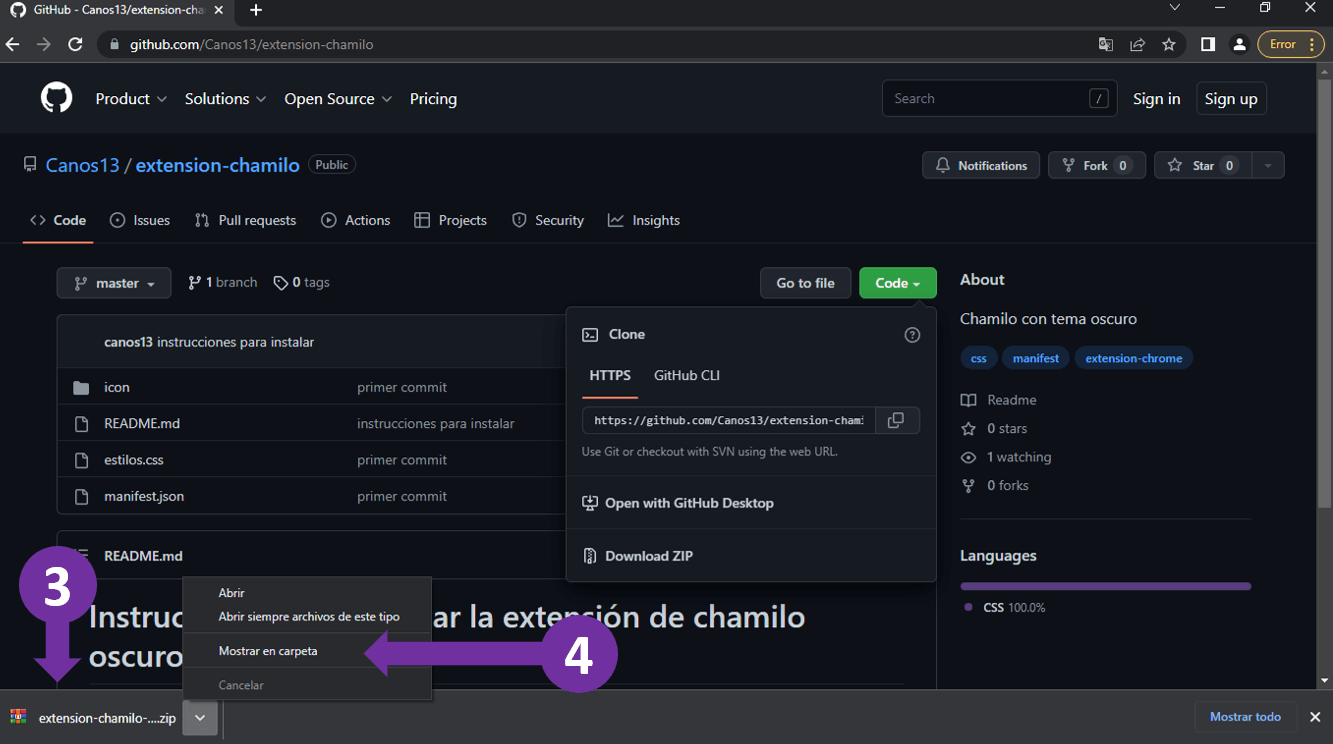 GitHub - Canos13/extension-cha
github.com/Canos13/extension-chamilo
Error
Product
Solutions
Open Source
Pricing
Search
/
Sign in
Sign up
Canos13 / extension-chamilo
Public
Notifications
Fork 0
Star 0
Code
Issues
Pull requests
Actions
Projects
Security
Insights
master
1 branch
0 tags
Go to file
Code
canos13 instrucciones para instalar
icon
primer commit
README.md
instrucciones para instalar
estilos.css
primer commit
manifest.json
primer commit
Clone
HTTPS
GitHub CLI
https://github.com/Canos13/extension-chami
Use Git or checkout with SVN using the web URL.
Open with GitHub Desktop
Download ZIP
About
Chamilo con tema oscuro
css
manifest
extension-chrome
Readme
0 stars
1 watching
0 forks
Languages
CSS 100.0%
README.md
Instruc
ar la extensión de chamilo
oscuro
3
Abrir
Abrir siempre archivos de este tipo
Mostrar en carpeta
Cancelar
4
extension-chamilo-....zip
Mostrar todo